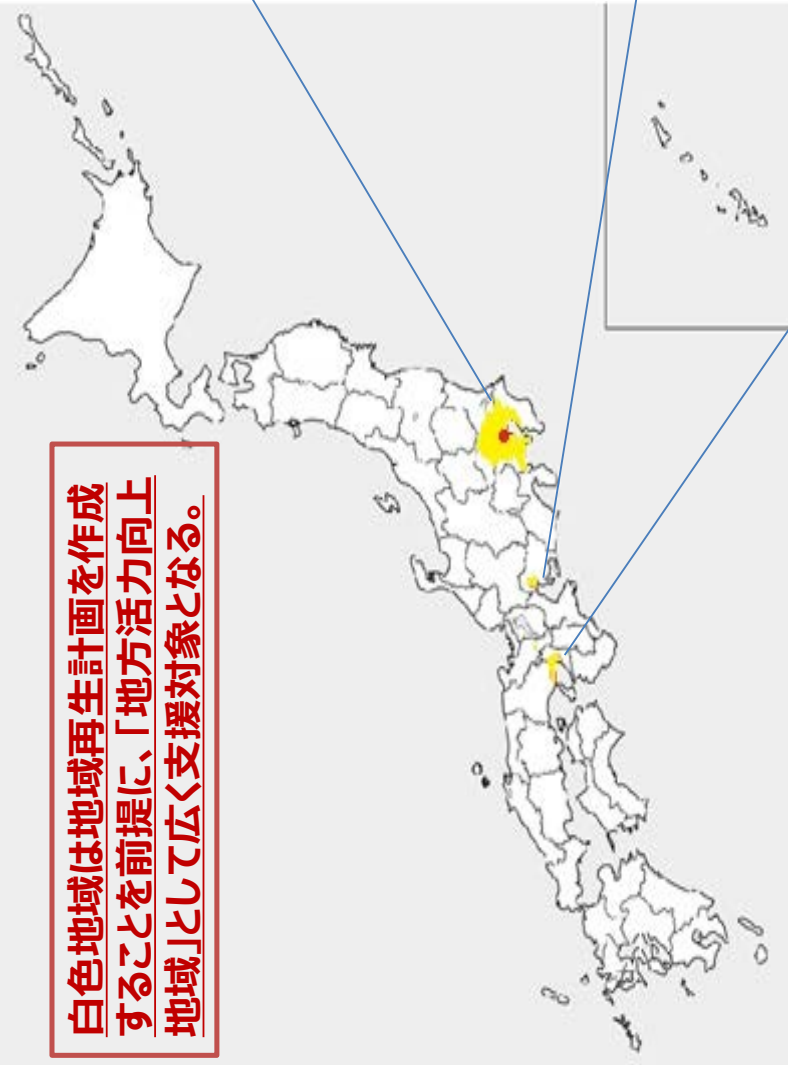 白色地域は地域再生計画を作成
することを前提に、「地方活力向上
地域」として広く支援対象となる。